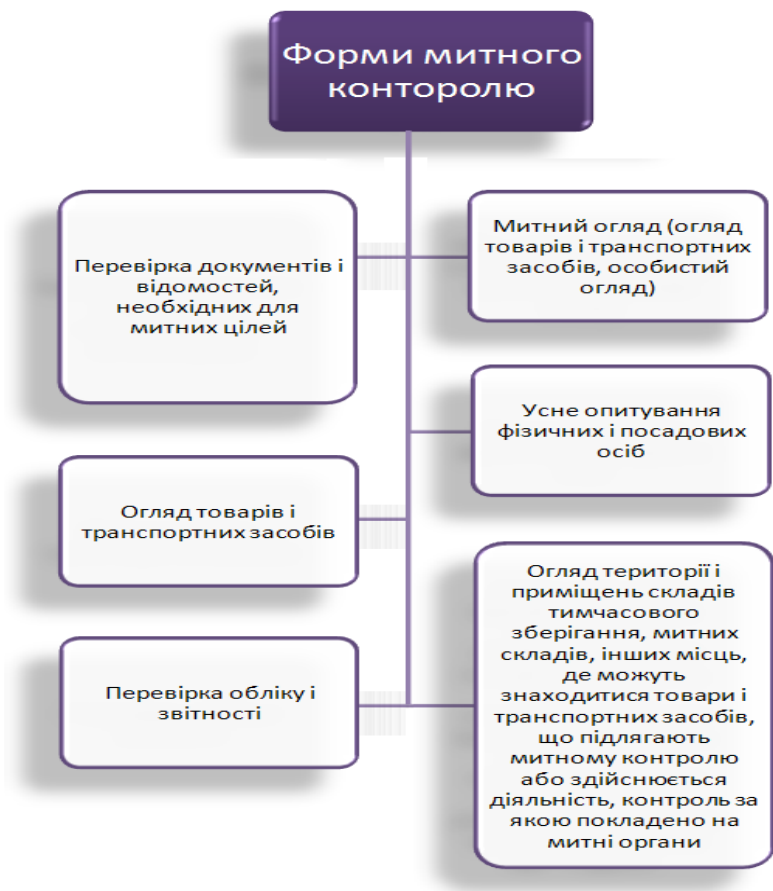 Форми митного
конторолю
Перевірка документів і
відомостей,
необхідних для
митних цілей
Митний огляд (огляд
товарів і транспортних
засобів, особистий
огляд)
Усне опитування
фізичних і посадових
осіб
Огляд товарів і
транспортних засобів
Огляд території і
приміщень складів
тимчасового
зберігання, митних
складів, інших місць,
де можуть
знаходитися товари і
транспортних засобів,
що підлягають
митному контролю
або здійснюється
діяльність, контроль за
якою покладено на
митні органи
Перевірка обліку і
звітності